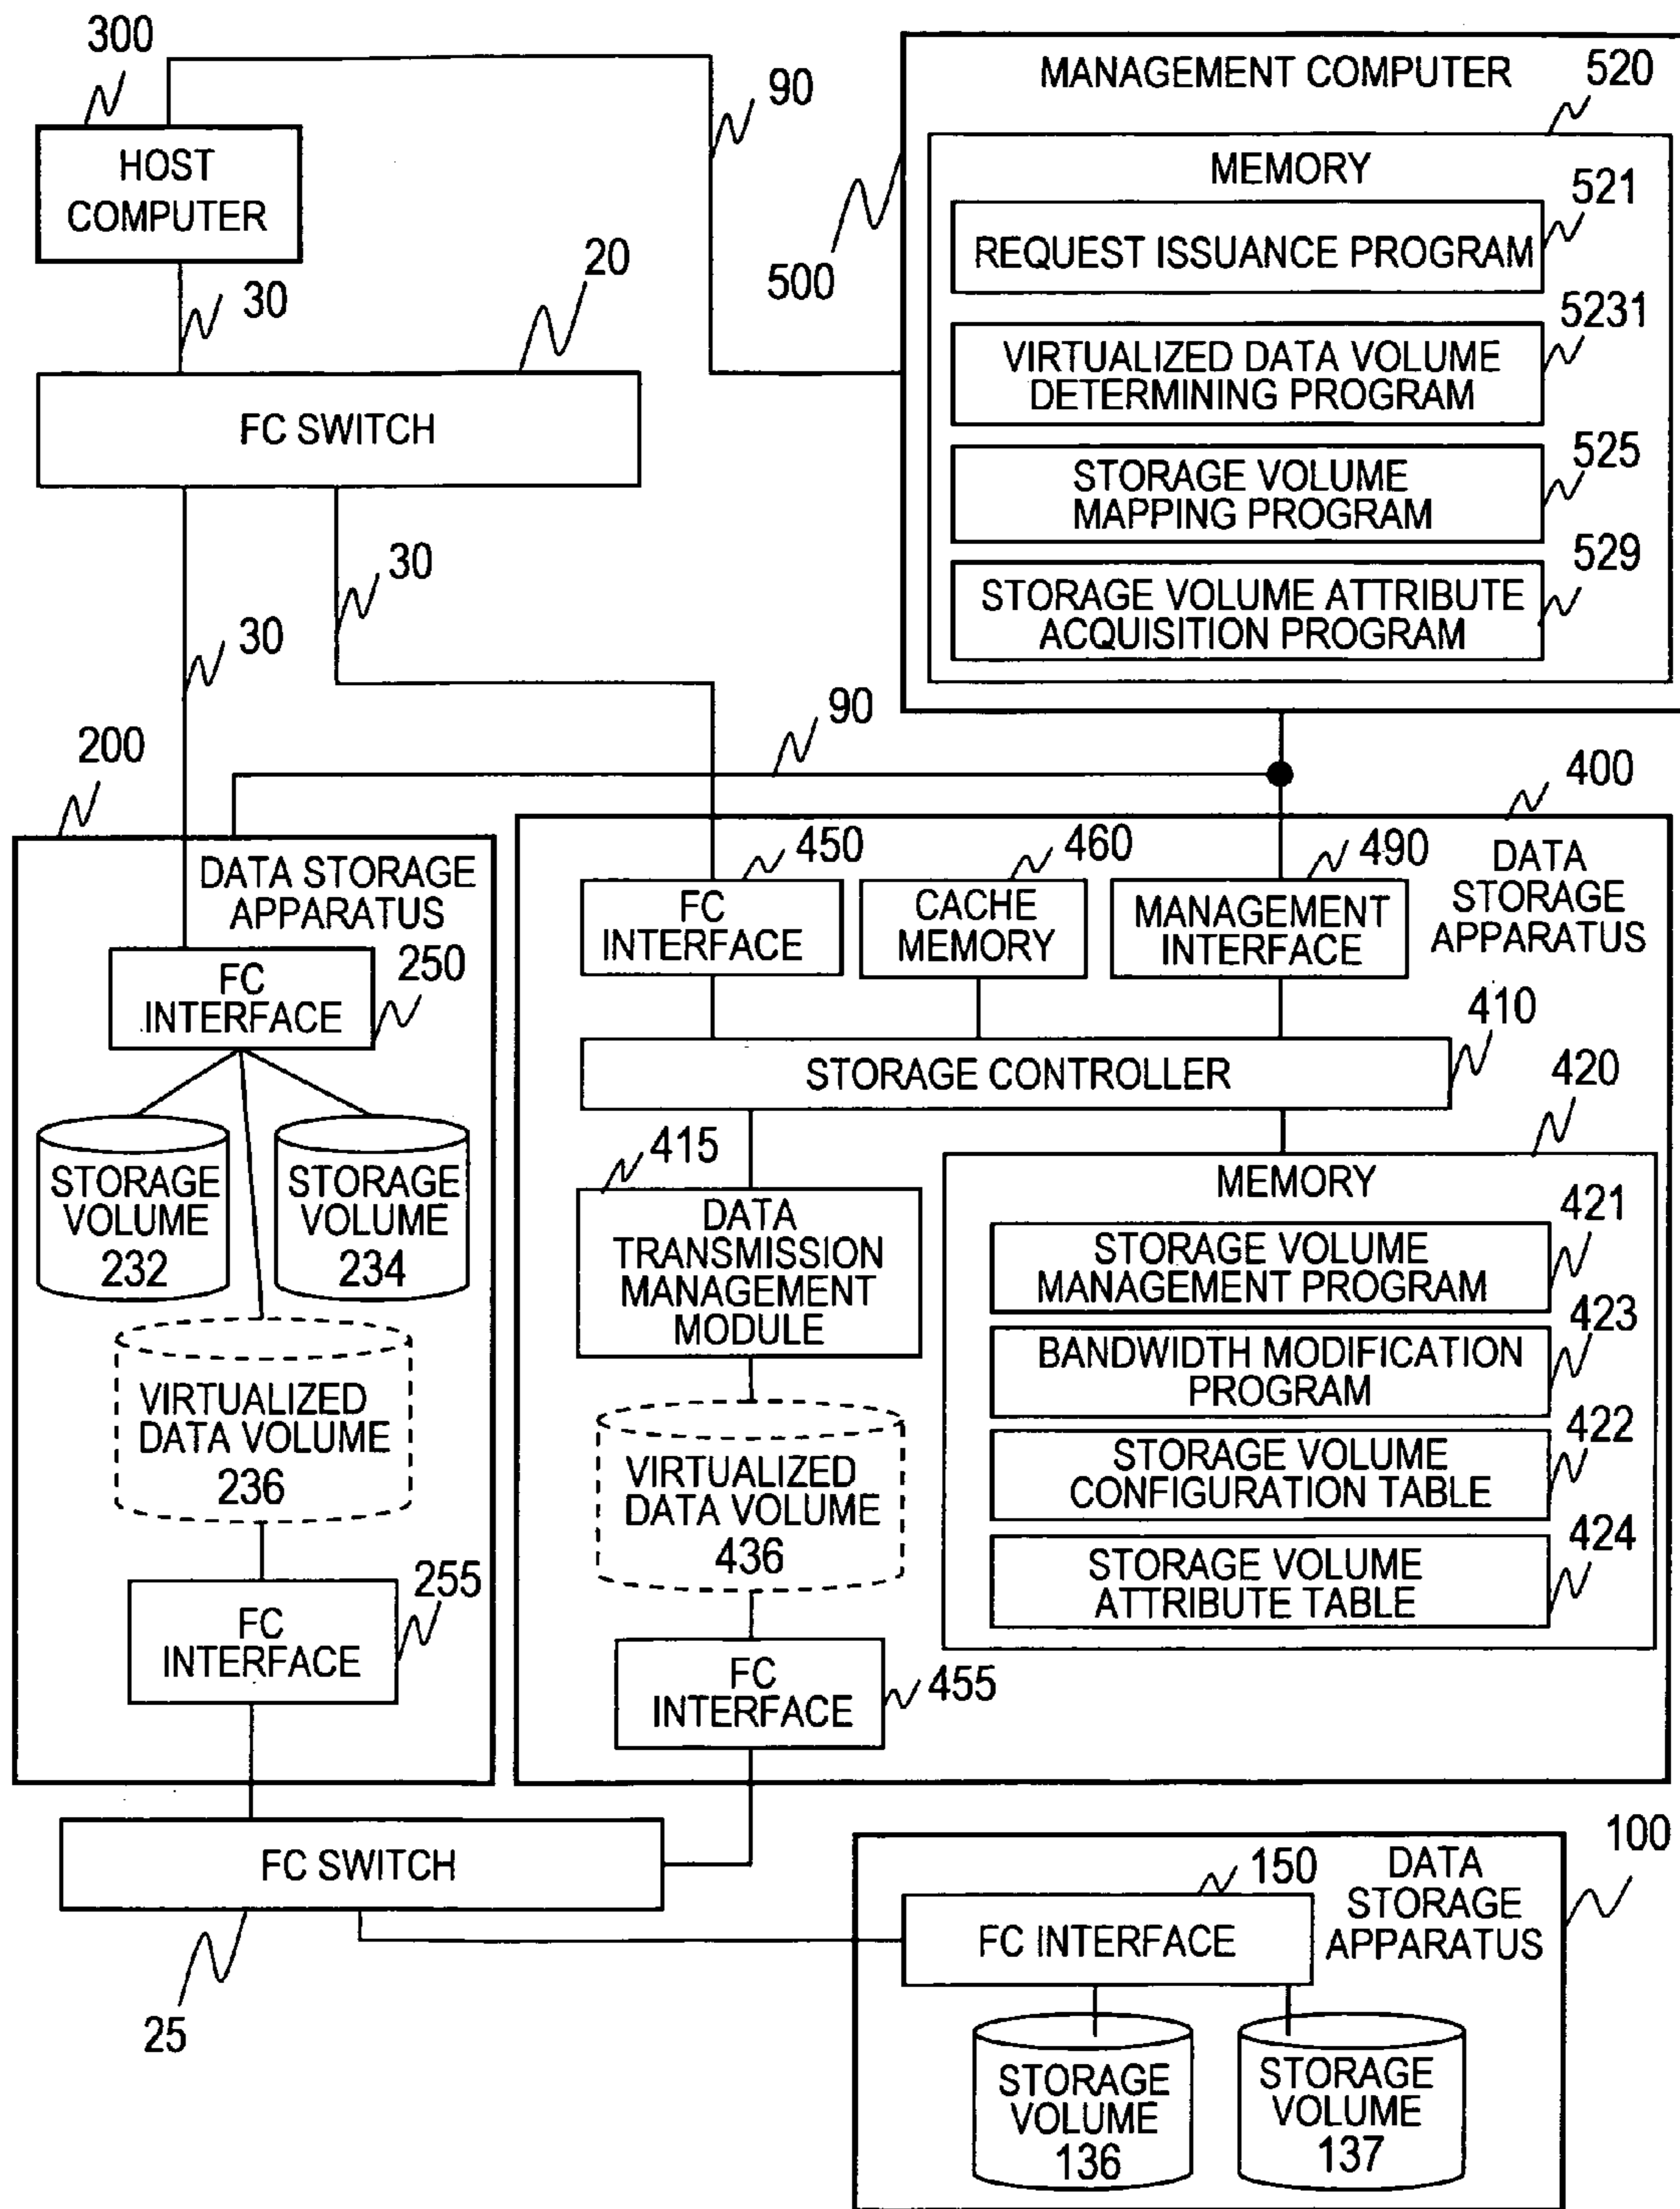 300
HOST
COMPUTER
90
MANAGEMENT COMPUTER
520
MEMORY
521
REQUEST ISSUANCE PROGRAM
500
5231
VIRTUALIZED DATA VOLUME
DETERMINING PROGRAM
525
STORAGE VOLUME
MAPPING PROGRAM
529
STORAGE VOLUME ATTRIBUTE
ACQUISITION PROGRAM
30
20
FC SWITCH
30
30
90
200
DATA STORAGE
APPARATUS
FC
INTERFACE
250
STORAGE
VOLUME
232
STORAGE
VOLUME
234
VIRTUALIZED
DATA VOLUME
236
FC
INTERFACE
255
400
DATA
STORAGE
APPARATUS
450
FC
INTERFACE
460
CACHE
MEMORY
490
MANAGEMENT
INTERFACE
410
STORAGE CONTROLLER
420
415
DATA
TRANSMISSION
MANAGEMENT
MODULE
MEMORY
421
STORAGE VOLUME
MANAGEMENT PROGRAM
423
BANDWIDTH MODIFICATION
PROGRAM
422
STORAGE VOLUME
CONFIGURATION TABLE
424
STORAGE VOLUME
ATTRIBUTE TABLE
VIRTUALIZED
DATA VOLUME
436
FC
INTERFACE
455
FC SWITCH
25
100
DATA
STORAGE
APPARATUS
150
FC INTERFACE
STORAGE
VOLUME
136
STORAGE
VOLUME
137